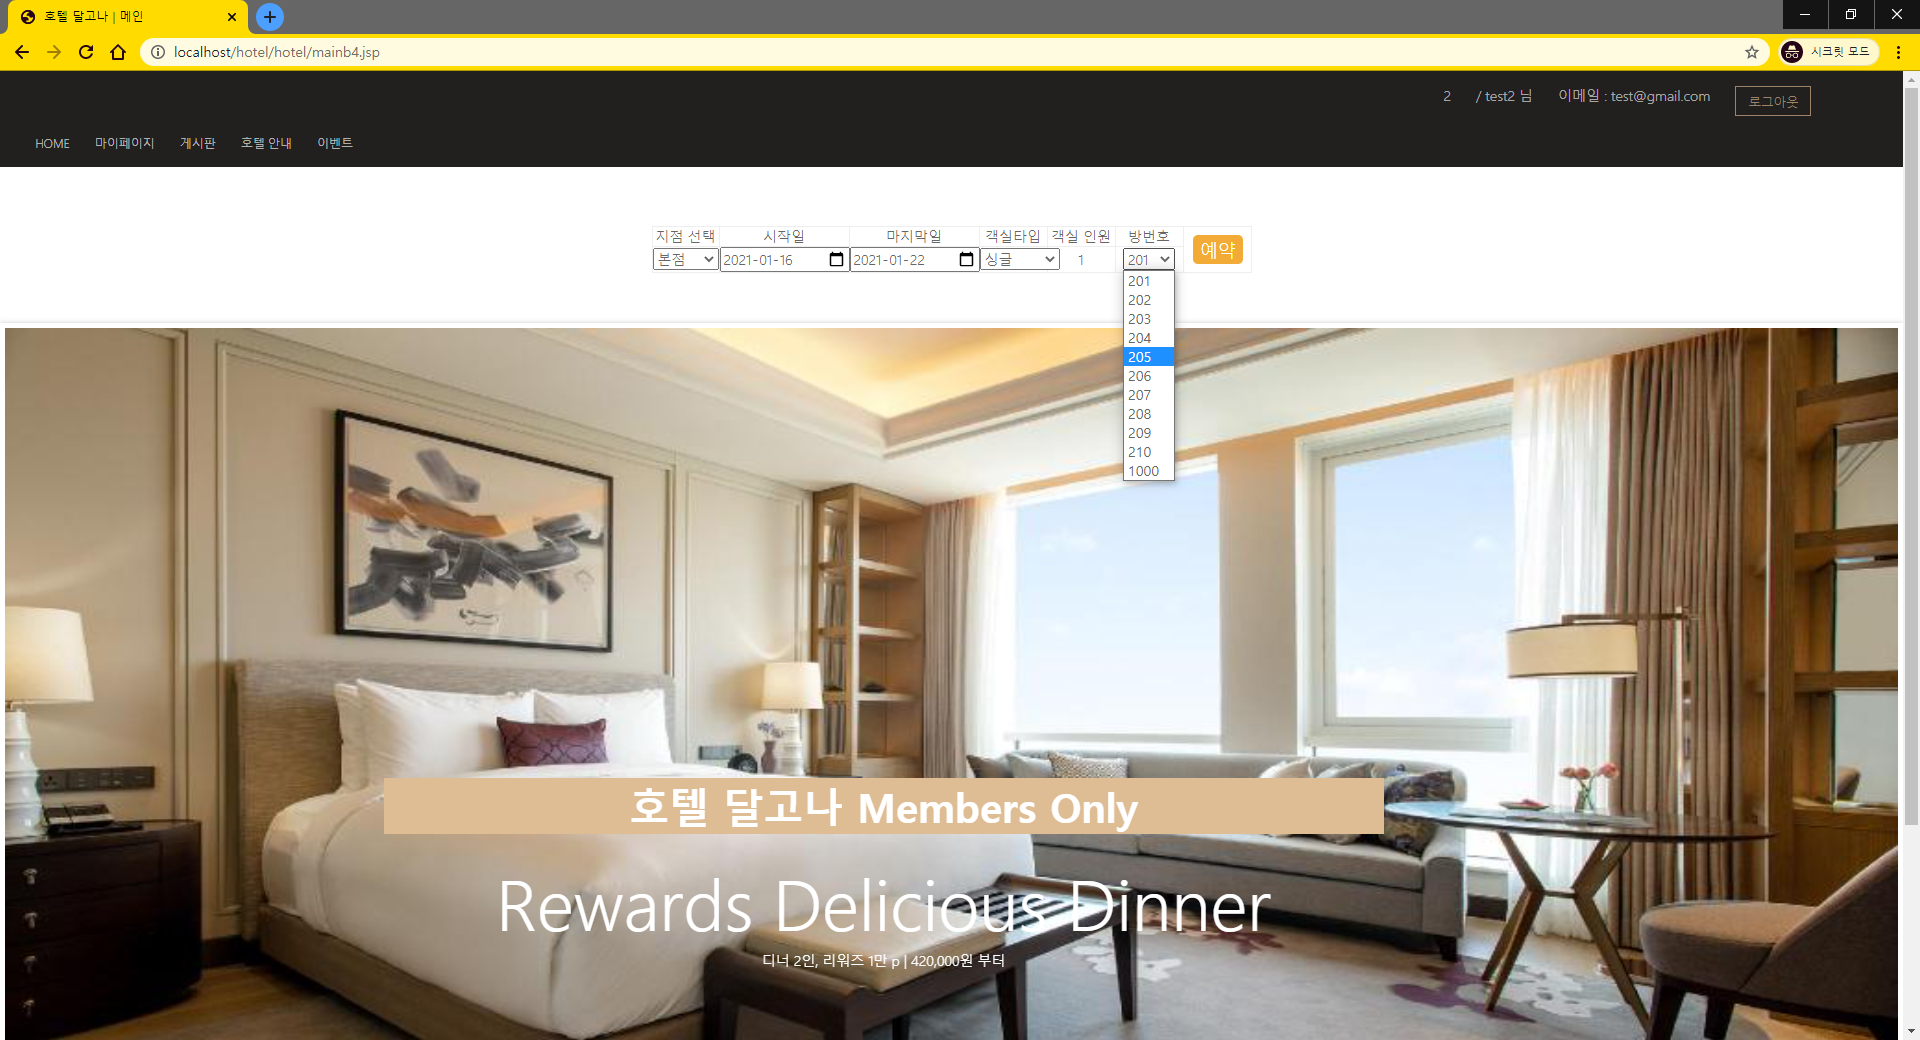 호텔 달고나 | 메인
localhost/hotel/hotel/mainb4.jsp
시크릿 모드
2 / test2 님 이메일 : test@gmail.com 로그아웃
HOME 마이페이지 게시판 호텔 안내 이벤트
지점 선택 시작일 마지막일 객실타입 객실 인원 방번호 예약
본점 2021-01-16 2021-01-22 싱글 1 201
201
202
203
204
205
206
207
208
209
210
1000
호텔 달고나 Members Only
Rewards Delicious Dinner
디너 2인, 리워즈 1만 p | 420,000원 부터